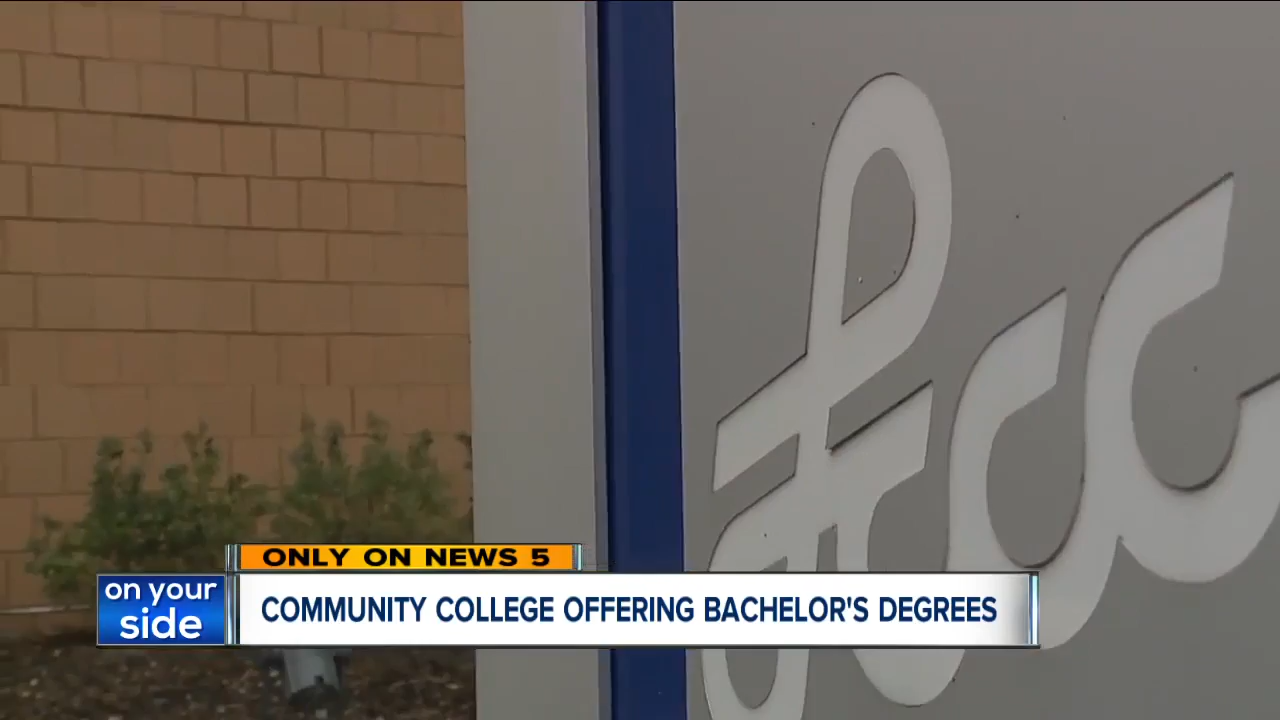 ONLY ON NEWS 5
on your
side
COMMUNITY COLLEGE OFFERING BACHELOR'S DEGREES